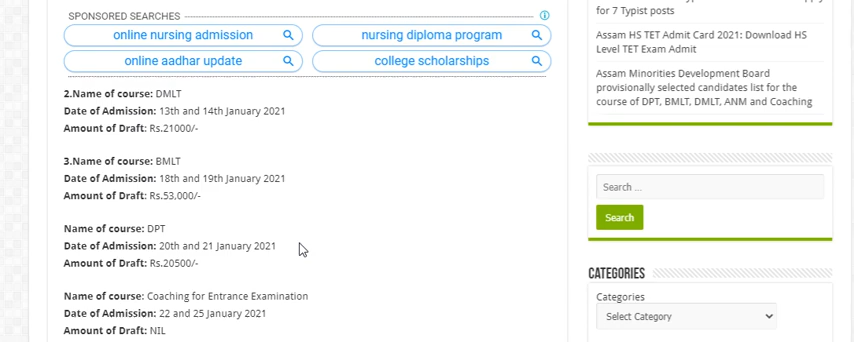 SPONSORED SEARCHES
online nursing admission
nursing diploma program
online aadhar update
college scholarships
2.Name of course: DMLT
Date of Admission: 13th and 14th January 2021
Amount of Draft: Rs.21000/-
3.Name of course: BMLT
Date of Admission: 18th and 19th January 2021
Amount of Draft: Rs.53,000/-
Name of course: DPT
Date of Admission: 20th and 21 January 2021
Amount of Draft: Rs.20500/-
Name of course: Coaching for Entrance Examination
Date of Admission: 22 and 25 January 2021
Amount of Draft: NIL
for 7 Typist posts
Assam HS TET Admit Card 2021: Download HS
Level TET Exam Admit
Assam Minorities Development Board
provisionally selected candidates list for the
course of DPT, BMLT, DMLT, ANM and Coaching
Search ...
Search
CATEGORIES
Categories
Select Category